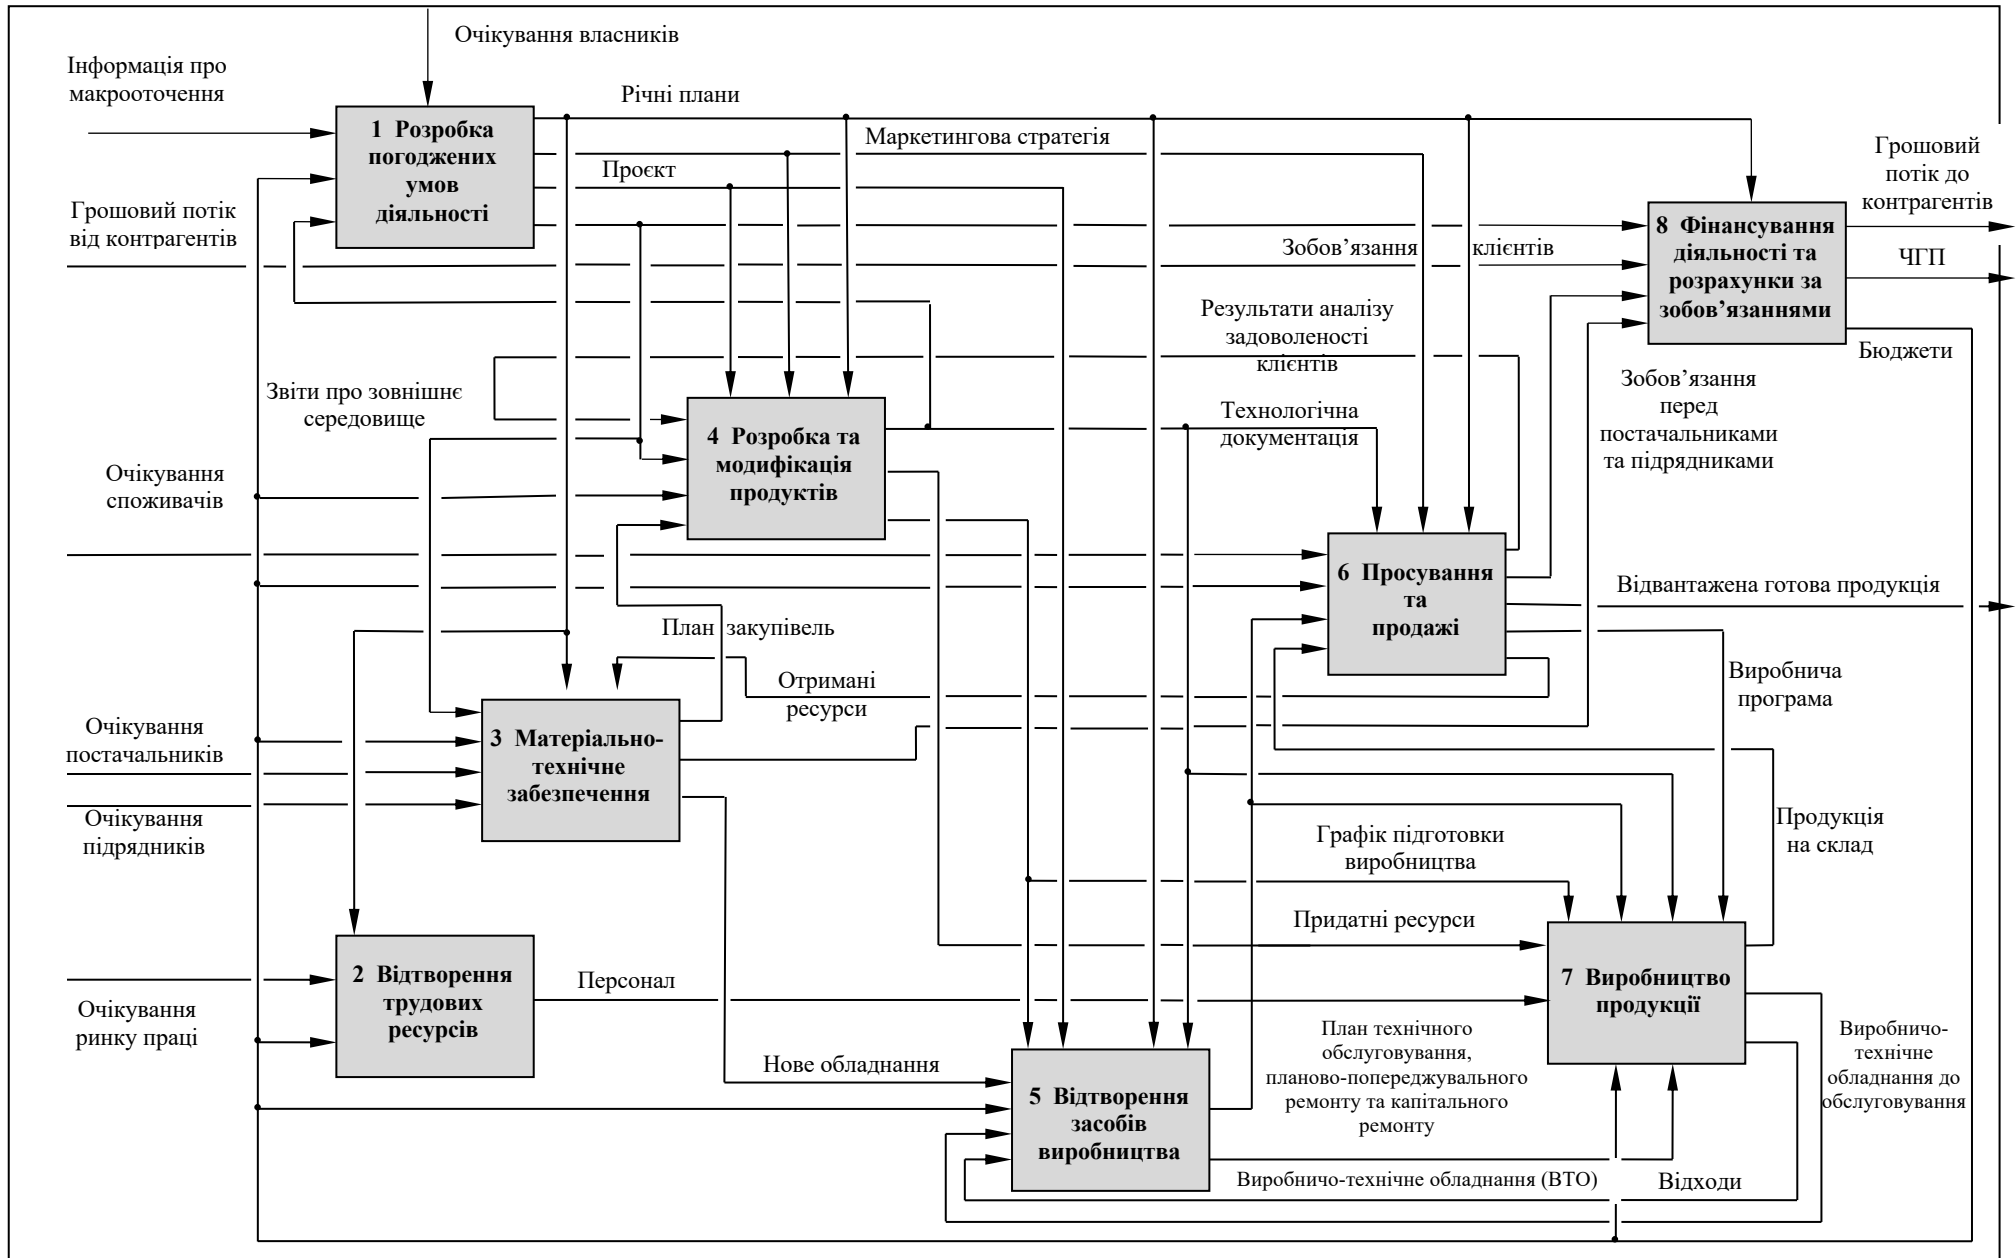 Очікування власників
Інформація про
макрооточення
Річні плани
1 Розробка
погоджених
умов
діяльності
Маркетингова стратегія
Проєкт
Грошовий
потік до
контрагентів
Грошовий потік
від контрагентів
8 Фінансування
діяльності та
розрахунки за
зобов’язаннями
Зобов’язання клієнтів
ЧГП
Результати аналізу
задоволеності
клієнтів
Бюджети
Звіти про зовнішнє
середовище
Зобов’язання
перед
постачальниками
та підрядниками
Технологічна
документація
4 Розробка та
модифікація
продуктів
Очікування
споживачів
6 Просування
та
продажі
Відвантажена готова продукція
План закупівель
Отримані
ресурси
Виробнича
програма
Очікування
постачальників
3 Матеріально-
технічне
забезпечення
Очікування
підрядників
Продукція
на склад
Графік підготовки
виробництва
Придатні ресурси
2 Відтворення
трудових
ресурсів
Персонал
7 Виробництво
продукції
Очікування
ринку праці
Нове обладнання
План технічного
обслуговування,
планово-попереджувального
ремонту та капітального
ремонту
Виробничо-
технічне
обладнання до
обслуговування
5 Відтворення
засобів
виробництва
Виробничо-технічне обладнання (ВТО)
Відходи